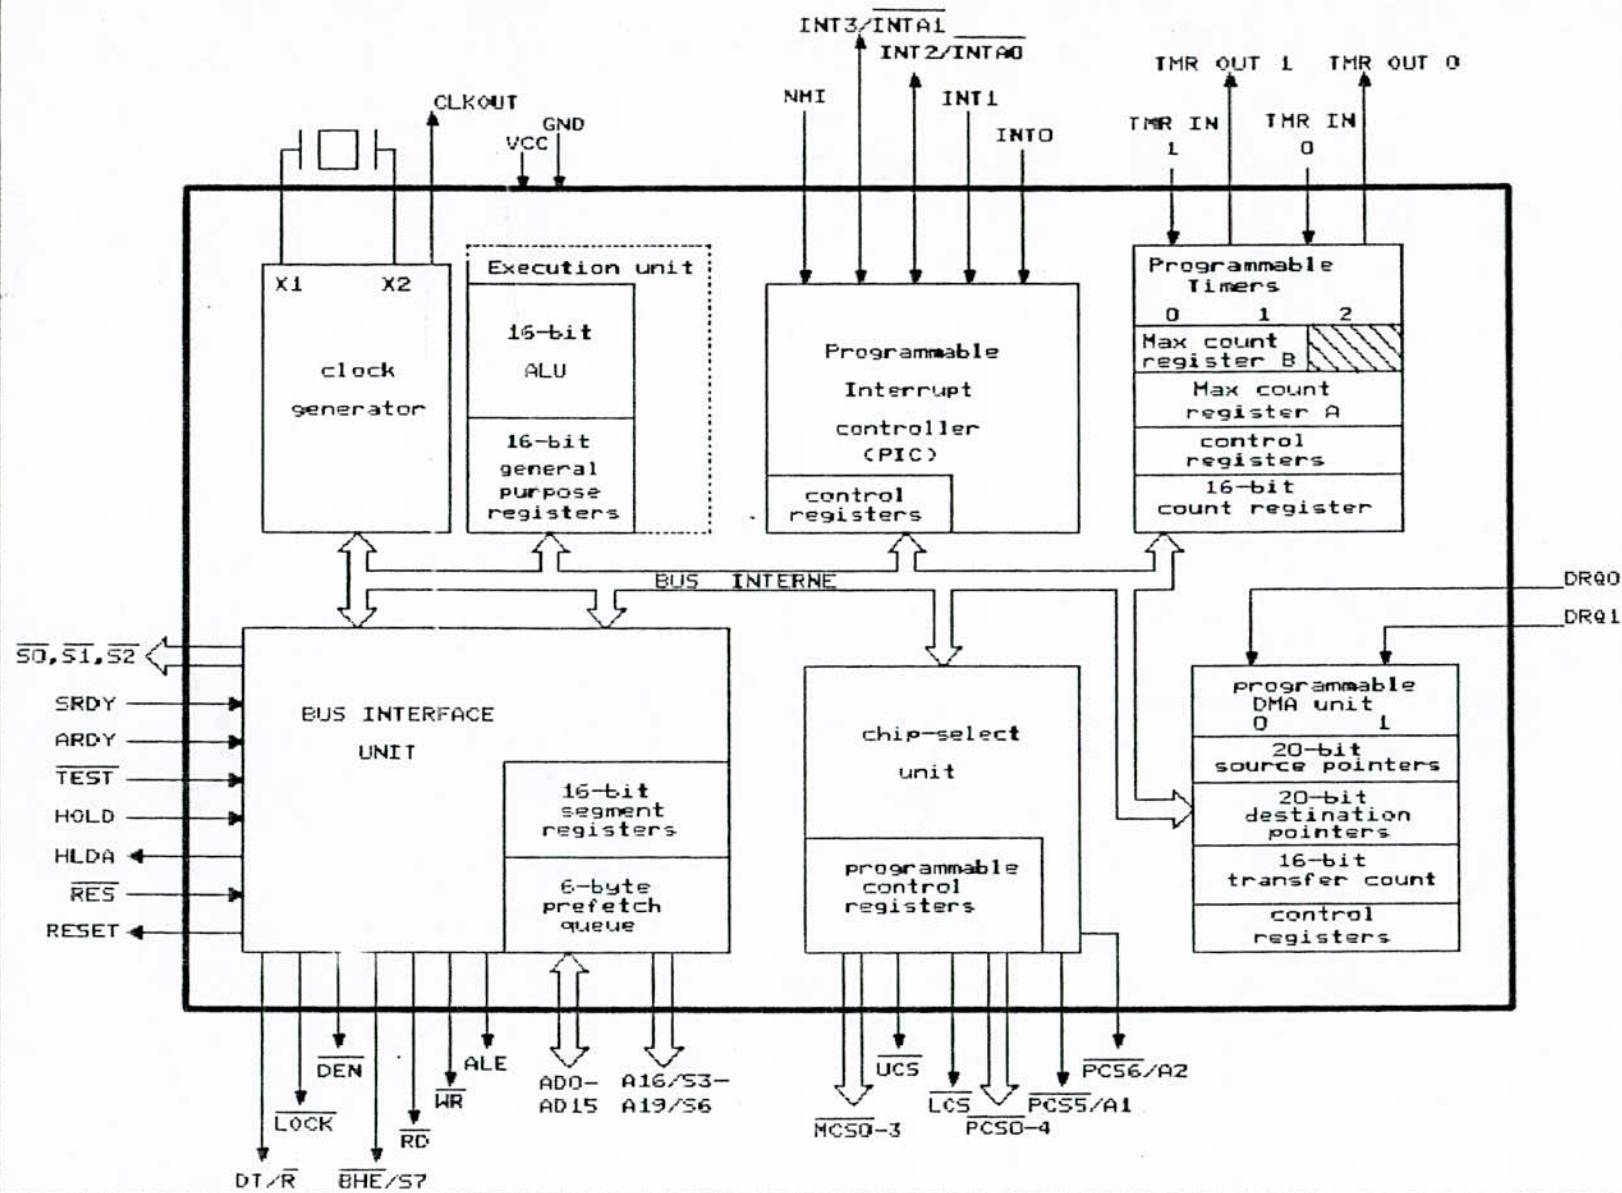 INT3/INTA1
INT2/INTA0
TMR OUT 1 TMR OUT 0
CLKOUT
NMI
INT1
GND
VCC
INT0
TMR IN
1
TMR IN
0
X1 X2
clock
generator
Execution unit
16-bit
ALU
16-bit
general
purpose
registers
Programmable
Interrupt
controller
(PIC)
control
registers
Programmable
Timers
0 1 2
Max count
register B
Max count
register A
control
registers
16-bit
count register
BUS INTERNE
DRQ0
DRQ1
S0,S1,S2
SRDY
ARDY
TEST
HOLD
HLDA
RES
RESET
BUS INTERFACE
UNIT
16-bit
segment
registers
6-byte
prefetch
queue
chip-select
unit
programmable
control
registers
programmable
DMA unit
0 1
20-bit
source pointers
20-bit
destination
pointers
16-bit
transfer count
control
registers
DT/R
LOCK
DEN
BHE/S7
RD
WR
ALE
AD0-
AD15
A16/S3-
A19/S6
MCS0-3
UCS
LCS
PCS0-4
PCS5/A1
PCS6/A2